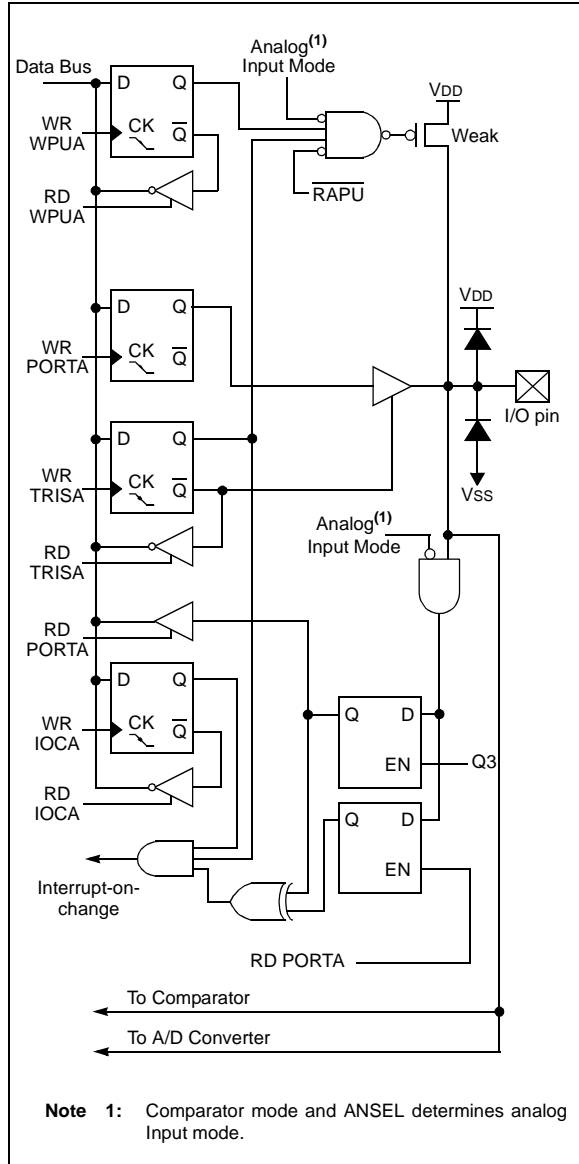 Analog(1)
Input Mode
Data Bus
D Q
VDD
WR
WPUA
CK Q
Weak
RD
WPUA
RAPU
D Q
VDD
WR
PORTA
CK Q
I/O pin
D Q
WR
TRISA
CK Q
VSS
Analog(1)
Input Mode
RD
TRISA
RD
PORTA
D Q
Q D
WR
IOCA
CK Q
EN
Q3
RD
IOCA
Q D
EN
Interrupt-on-
change
RD PORTA
To Comparator
To A/D Converter
Note 1: Comparator mode and ANSEL determines analog
Input mode.